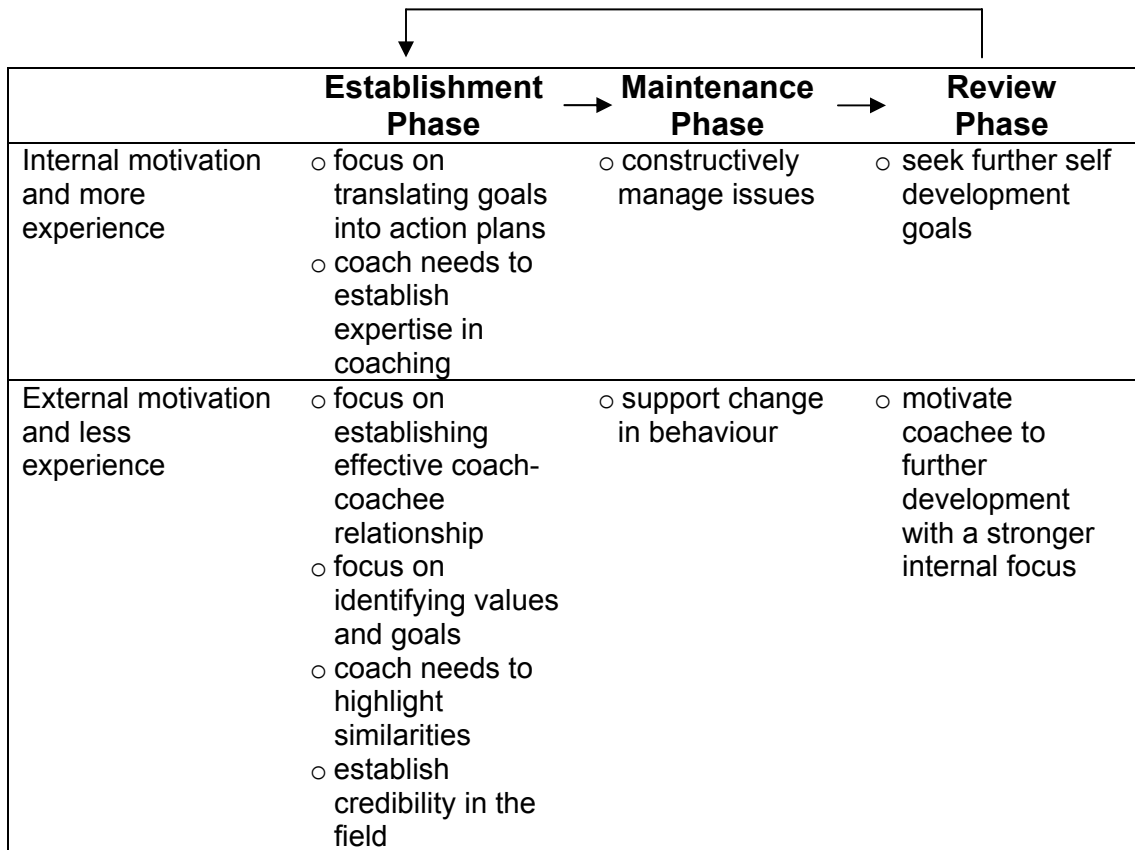 Establishment
Phase
Maintenance
Phase
Review
Phase
Internal motivation
and more
experience
○ focus on
translating goals
into action plans
○ coach needs to
establish
expertise in
coaching
○ constructively
manage issues
○ seek further self
development
goals
External motivation
and less
experience
○ focus on
establishing
effective coach-
coachee
relationship
○ focus on
identifying values
and goals
○ coach needs to
highlight
similarities
○ establish
credibility in the
field
○ support change
in behaviour
○ motivate
coachee to
further
development
with a stronger
internal focus